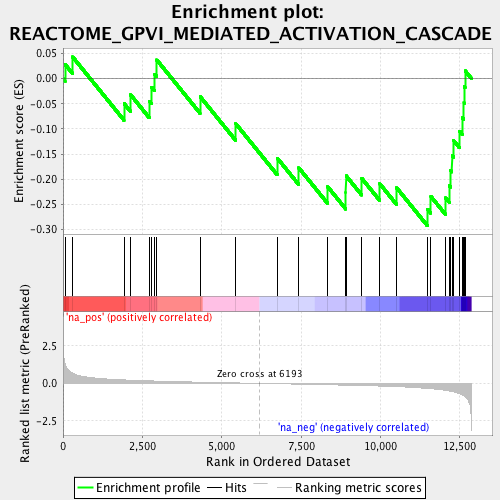 Enrichment plot:
REACTOME_GPVI_MEDIATED_ACTIVATION_CASCADE
Enrichment score (ES)
0.05
0.00
-0.05
-0.10
-0.15
-0.20
-0.25
-0.30
'na_pos' (positively correlated)
Ranked list metric (PreRanked)
2.5
0.0
-2.5
Zero cross at 6193
'na_neg' (negatively correlated)
0
2,500
5,000
7,500
10,000
12,500
Rank in Ordered Dataset
Enrichment profile
Hits
Ranking metric scores